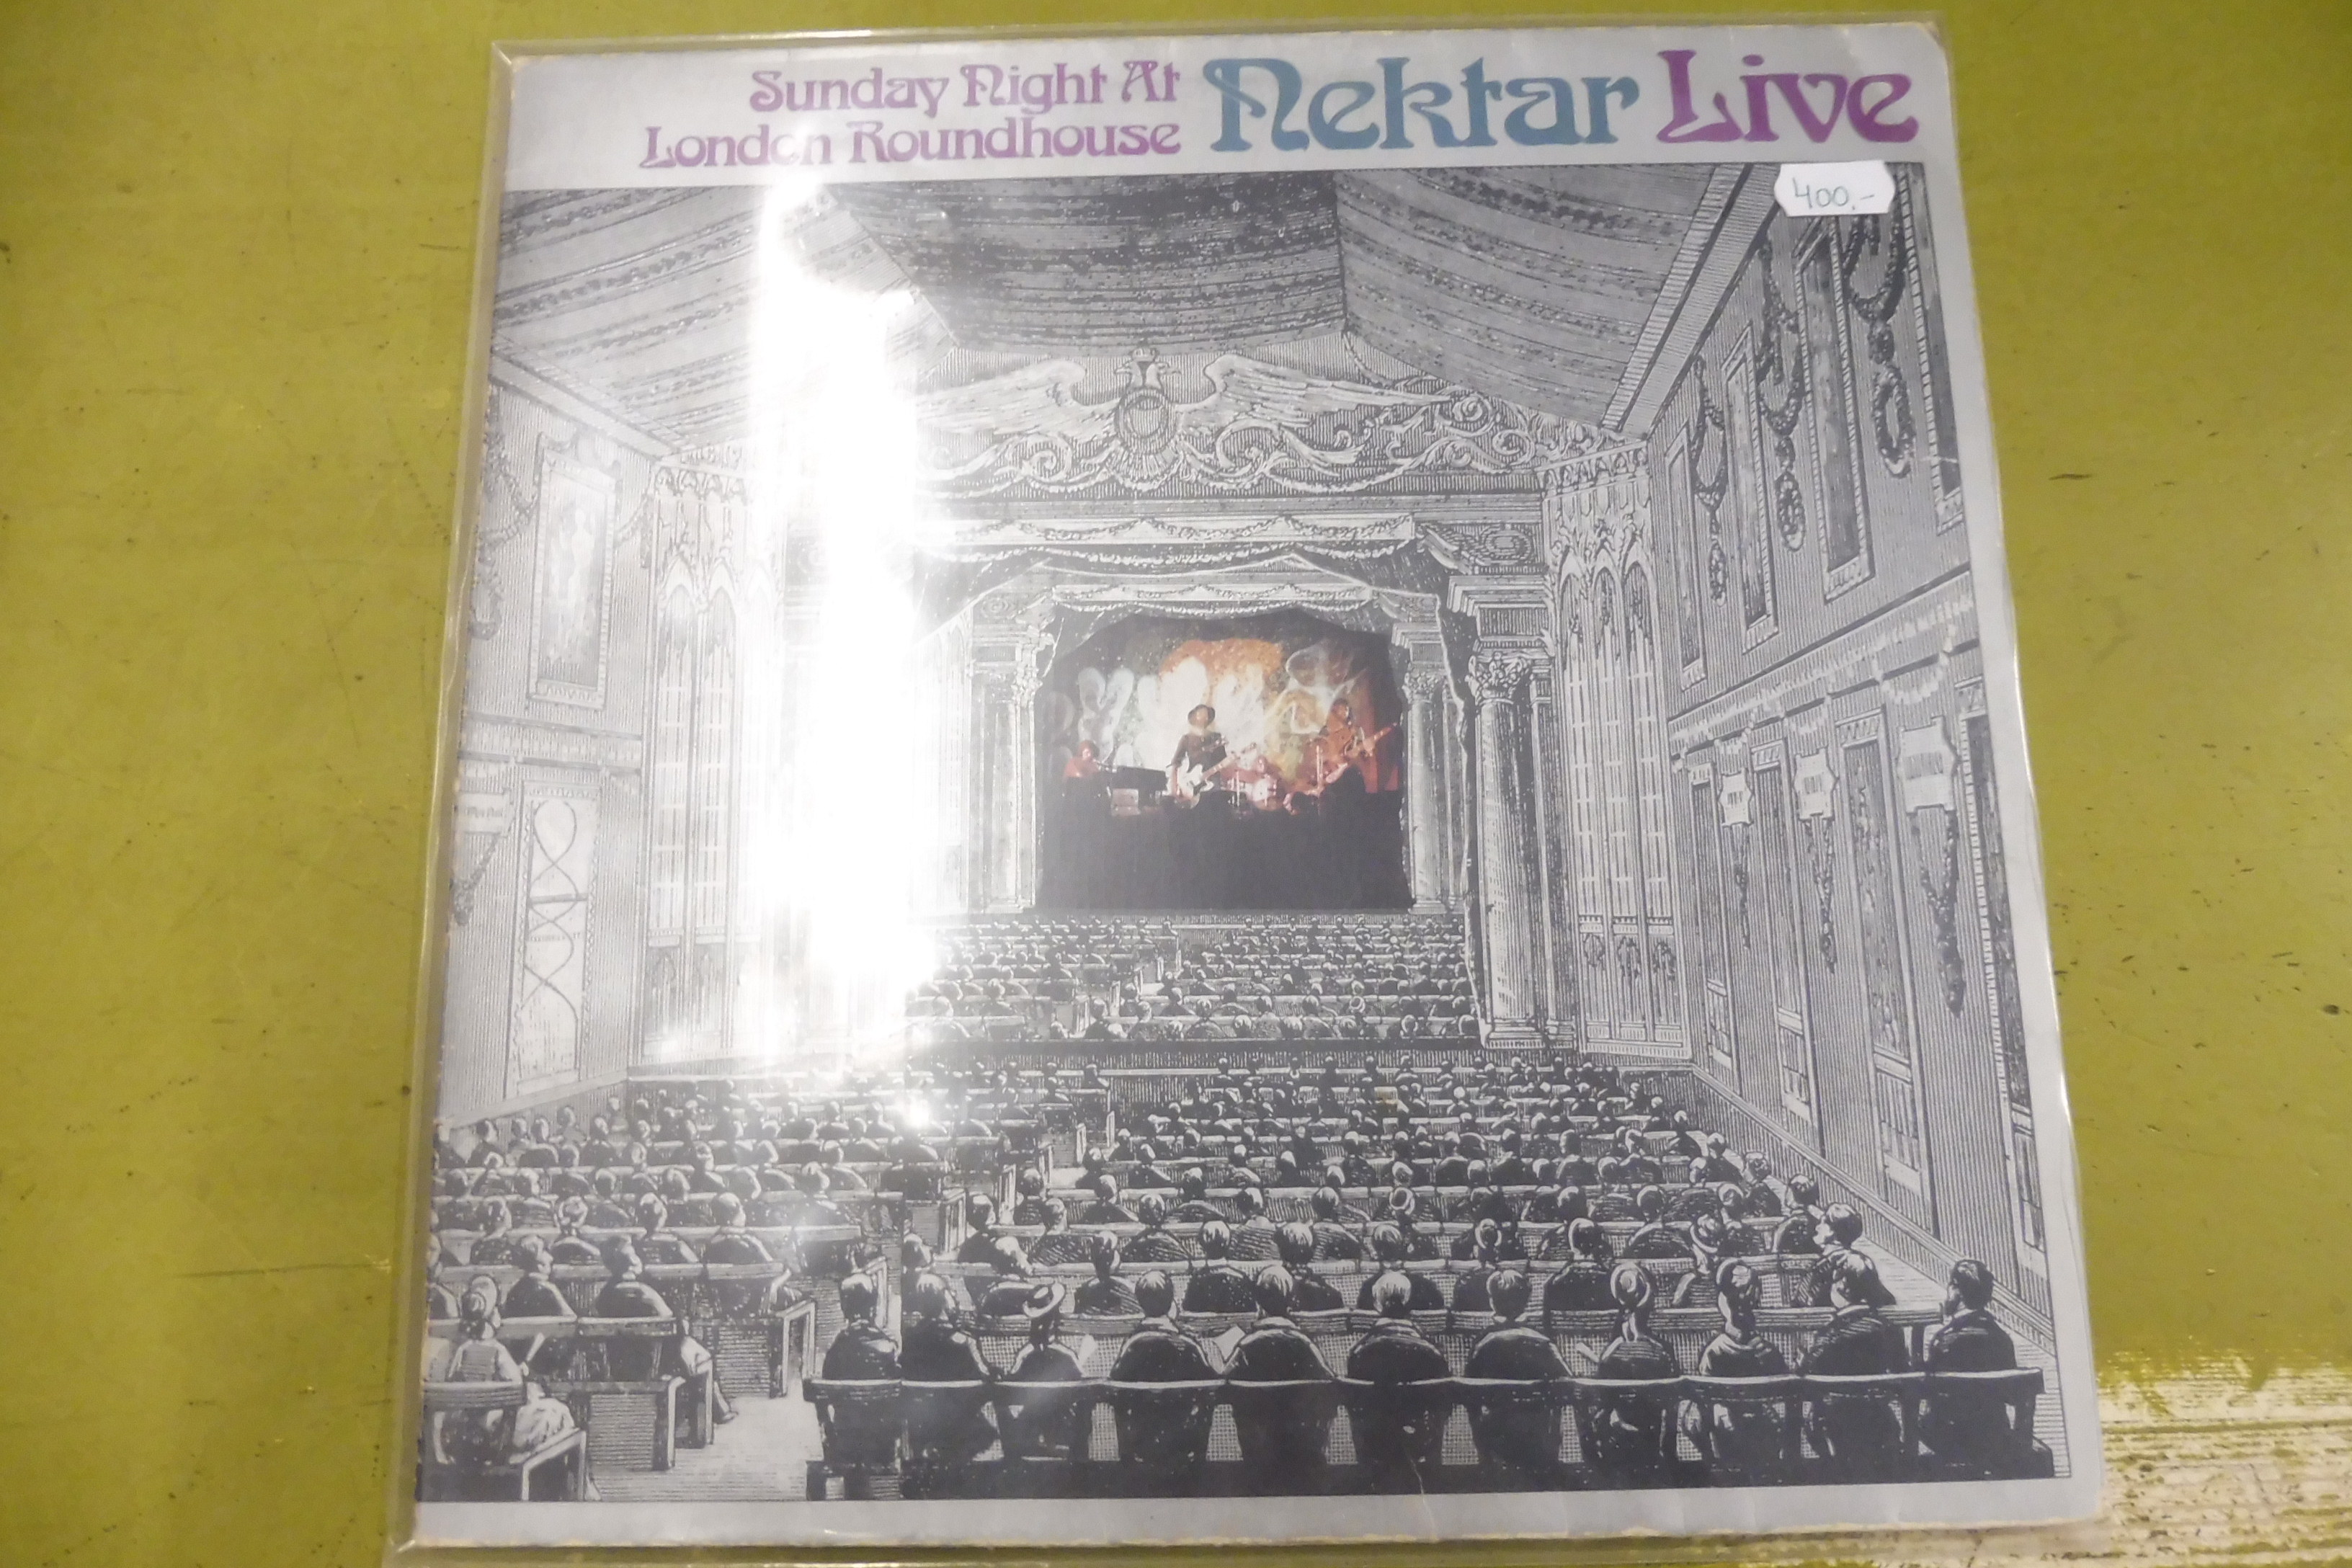 Sunday Night At
London Roundhouse
Nektar Live
400.-